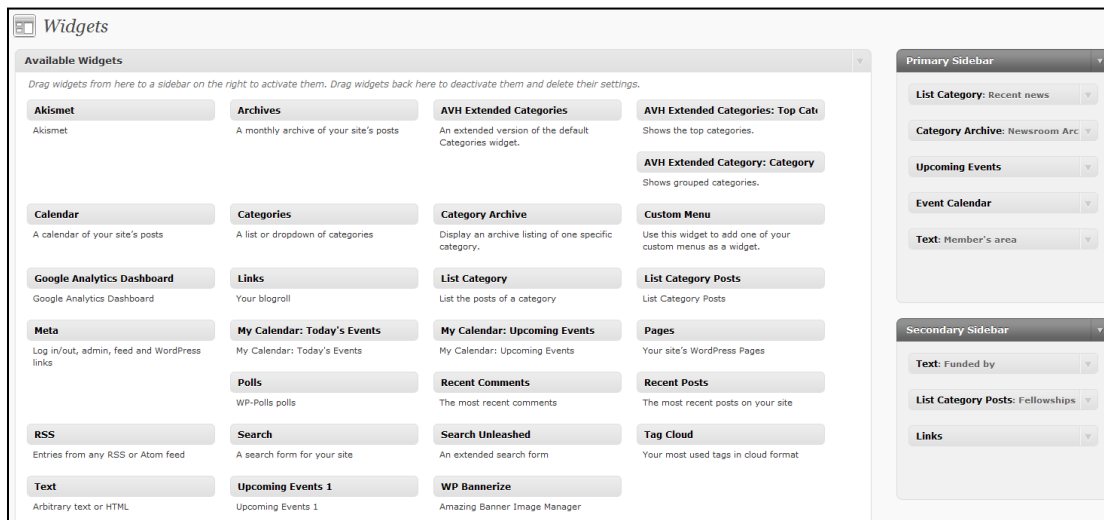 Widgets
Available Widgets
Drag widgets from here to a sidebar on the right to activate them. Drag widgets back here to deactivate them and delete their settings.
Akismet
Akismet
Archives
A monthly archive of your site's posts
AVH Extended Categories
An extended version of the default
Categories widget.
AVH Extended Categories: Top Cate
Shows the top categories.
AVH Extended Category: Category
Shows grouped categories.
Calendar
A calendar of your site's posts
Categories
A list or dropdown of categories
Category Archive
Display an archive listing of one specific
category.
Custom Menu
Use this widget to add one of your
custom menus as a widget.
Google Analytics Dashboard
Google Analytics Dashboard
Links
Your blogroll
List Category
List the posts of a category
List Category Posts
List Category Posts
Meta
Log in/out, admin, feed and WordPress
links
My Calendar: Today's Events
My Calendar: Today's Events
My Calendar: Upcoming Events
My Calendar: Upcoming Events
Pages
Your site's WordPress Pages
Polls
WP-Polls polls
Recent Comments
The most recent comments
Recent Posts
The most recent posts on your site
RSS
Entries from any RSS or Atom feed
Search
A search form for your site
Search Unleashed
An extended search form
Tag Cloud
Your most used tags in cloud format
Text
Arbitrary text or HTML
Upcoming Events 1
Upcoming Events 1
WP Bannerize
Amazing Banner Image Manager
Primary Sidebar
List Category: Recent news
Category Archive: Newsroom Arc
Upcoming Events
Event Calendar
Text: Member's area
Secondary Sidebar
Text: Funded by
List Category Posts: Fellowships
Links